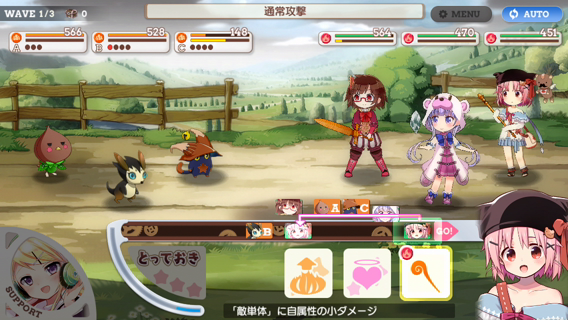 WAVE 1/3 0
通常攻撃
MENU
AUTO
566
A
528
B
148
C
564
470
451
A C
B
GO!
とっておき
SUPPORT
「敵単体」に自属性の小ダメージ